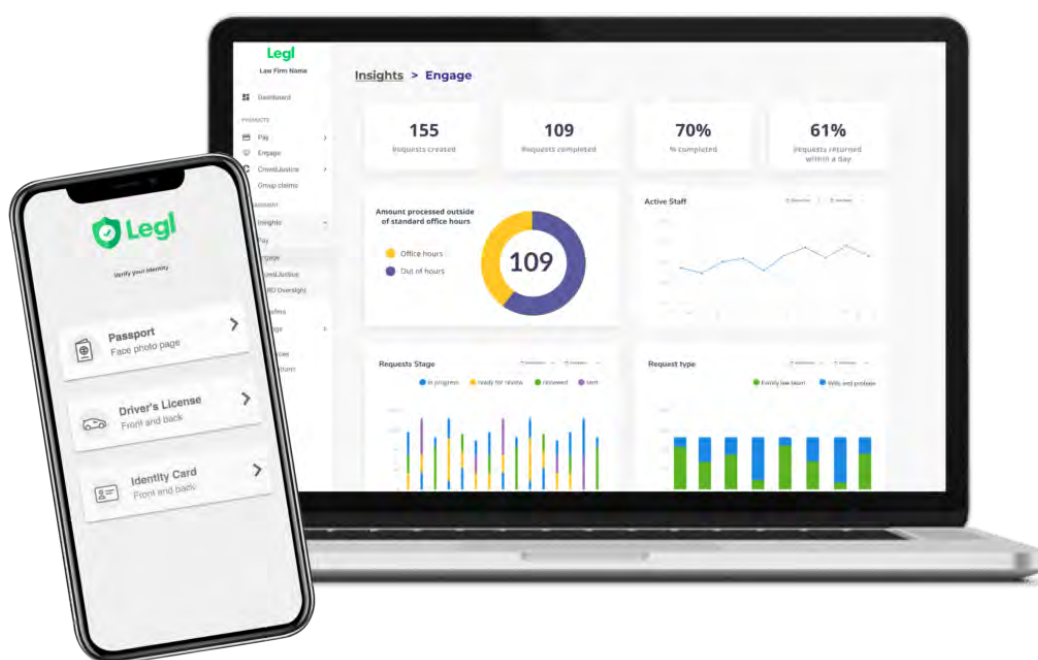 Legl
Verify your identity
Passport
Face photo page
Driver's License
Front and back
Identity Card
Front and back
Legl
Law Firm Name
Dashboard
PRODUCTS
Pay
Engage
CrowdJustice
Group claims
Insights
Pay
Engage
Oversight
Insights > Engage
155
Requests created
109
Requests completed
70%
% completed
61%
Requests returned
within a day
Amount processed outside
of standard office hours
Office hours
Out of hours
109
Active Staff
Requests Stage
In progress
ready for review
reviewed
sent
Request type
Family law team
Wills and probate